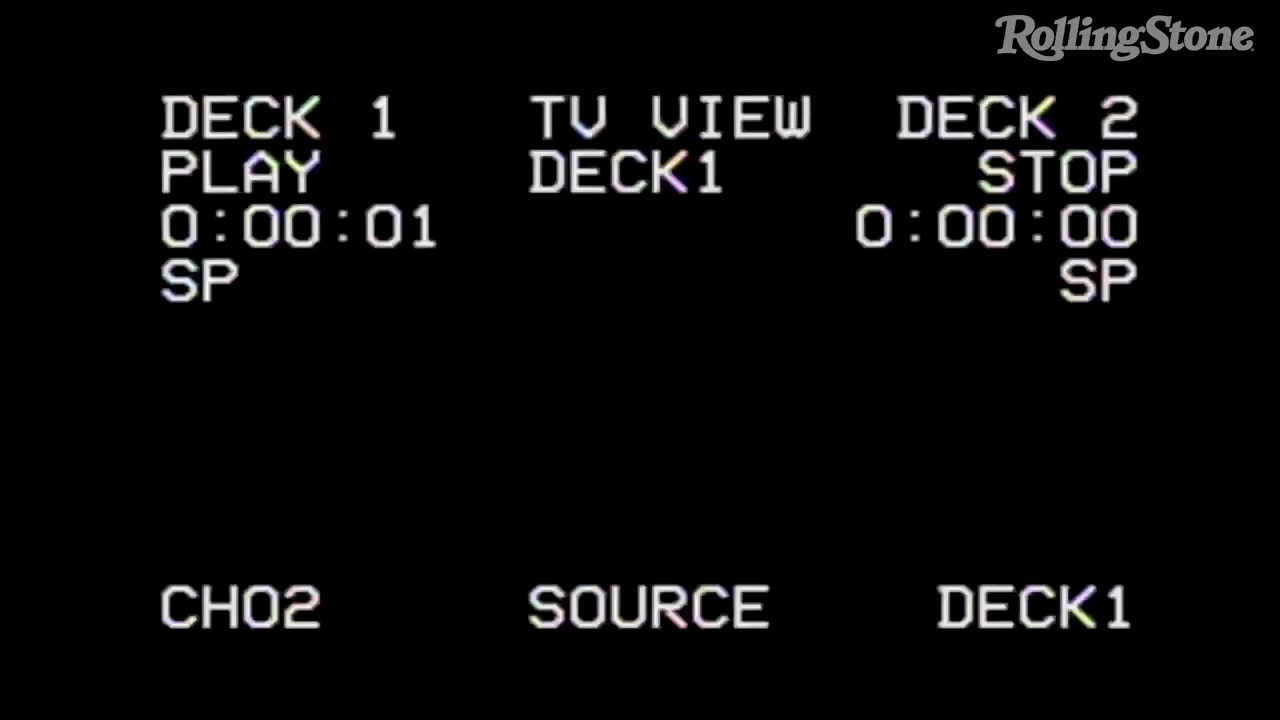 RollingStone
DECK 1 TV VIEW DECK 2
PLAY DECK1 STOP
0:00:01 0:00:00
SP SP
CH02 SOURCE DECK1